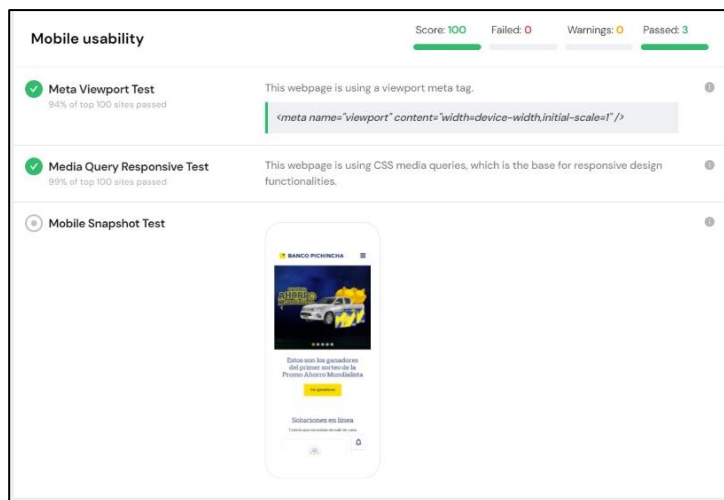 Mobile usability
Score: 100 Failed: 0 Warnings: 0 Passed: 3
Meta Viewport Test
94% of top 100 sites passed
This webpage is using a viewport meta tag.
<meta name="viewport" content="width=device-width,initial-scale=1" />
Media Query Responsive Test
99% of top 100 sites passed
This webpage is using CSS media queries, which is the base for responsive design
functionalities.
Mobile Snapshot Test
BANCO PICHINCHA
AHORRO
Estos son los ganadores
del primer sorteo de la
Promo Ahorro Mundialista
Ver ganadores
Soluciones en línea